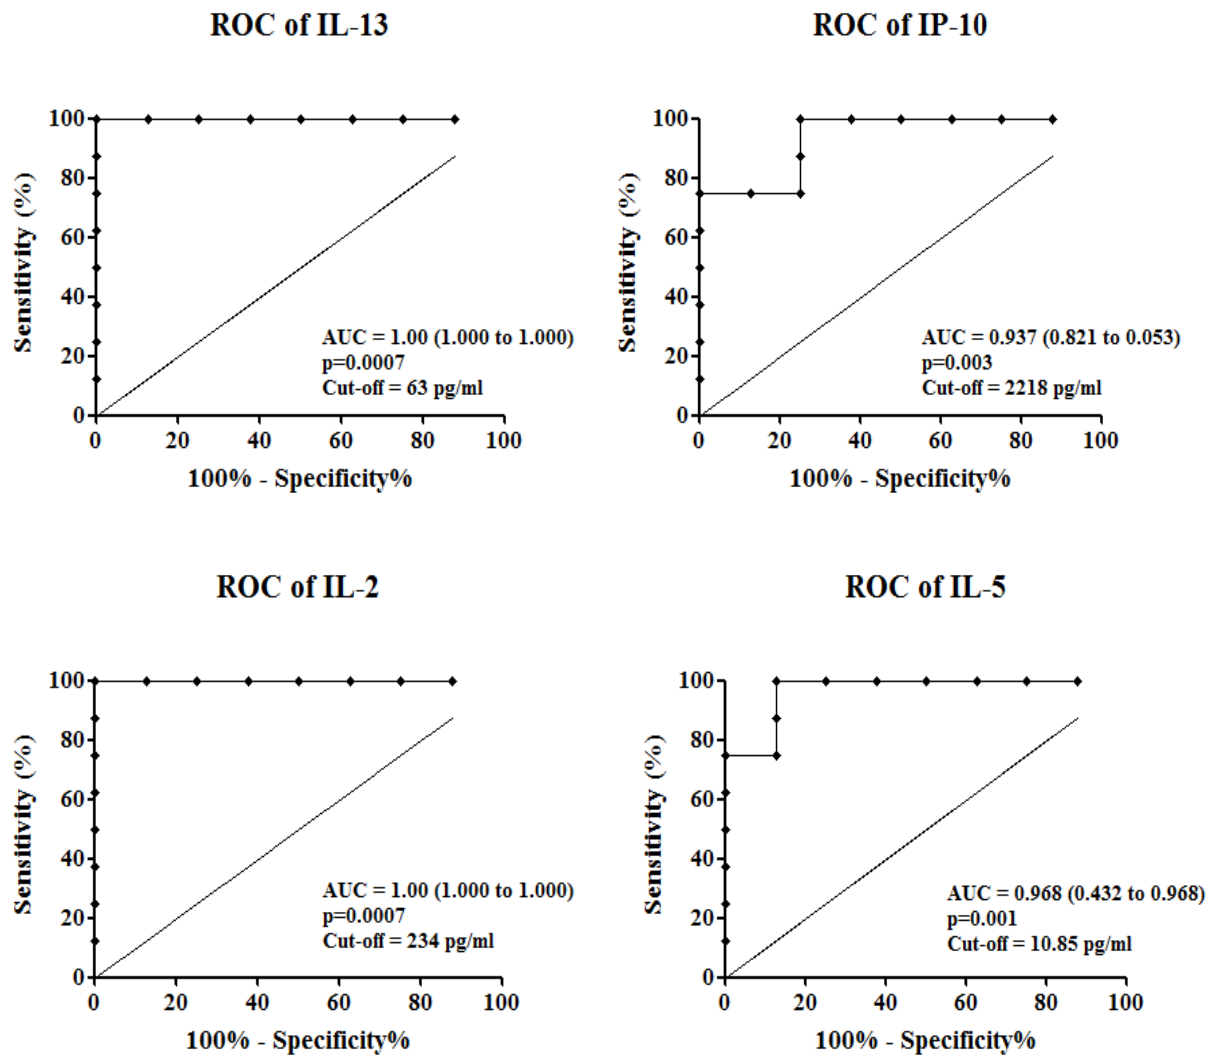 ROC of IL-13
Sensitivity (%)
100
80
60
40
20
0
AUC = 1.00 (1.000 to 1.000)
p=0.0007
Cut-off = 63 pg/ml
0 20 40 60 80 100
100% - Specificity%
ROC of IP-10
Sensitivity (%)
100
80
60
40
20
0
AUC = 0.937 (0.821 to 0.053)
p=0.003
Cut-off = 2218 pg/ml
0 20 40 60 80 100
100% - Specificity%
ROC of IL-2
Sensitivity (%)
100
80
60
40
20
0
AUC = 1.00 (1.000 to 1.000)
p=0.0007
Cut-off = 234 pg/ml
0 20 40 60 80 100
100% - Specificity%
ROC of IL-5
Sensitivity (%)
100
80
60
40
20
0
AUC = 0.968 (0.432 to 0.968)
p=0.001
Cut-off = 10.85 pg/ml
0 20 40 60 80 100
100% - Specificity%